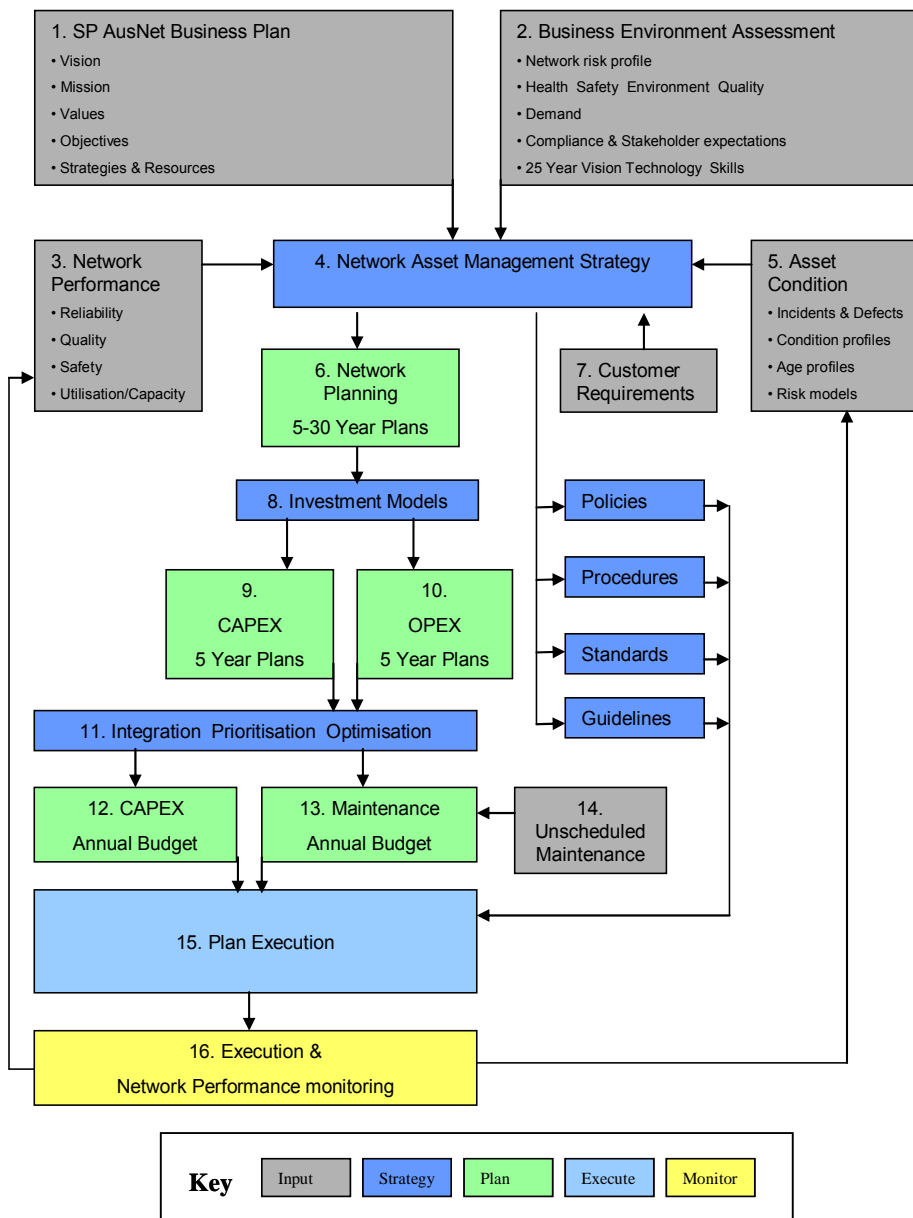 1. SP AusNet Business Plan
• Vision
• Mission
• Values
• Objectives
• Strategies & Resources
2. Business Environment Assessment
• Network risk profile
• Health Safety Environment Quality
• Demand
• Compliance & Stakeholder expectations
• 25 Year Vision Technology Skills
3. Network
Performance
• Reliability
• Quality
• Safety
• Utilisation/Capacity
4. Network Asset Management Strategy
5. Asset
Condition
• Incidents & Defects
• Condition profiles
• Age profiles
• Risk models
6. Network
Planning
5-30 Year Plans
7. Customer
Requirements
8. Investment Models
Policies
Procedures
Standards
Guidelines
9.
CAPEX
5 Year Plans
10.
OPEX
5 Year Plans
11. Integration Prioritisation Optimisation
12. CAPEX
Annual Budget
13. Maintenance
Annual Budget
14.
Unscheduled
Maintenance
15. Plan Execution
16. Execution &
Network Performance monitoring
Key
Input
Strategy
Plan
Execute
Monitor